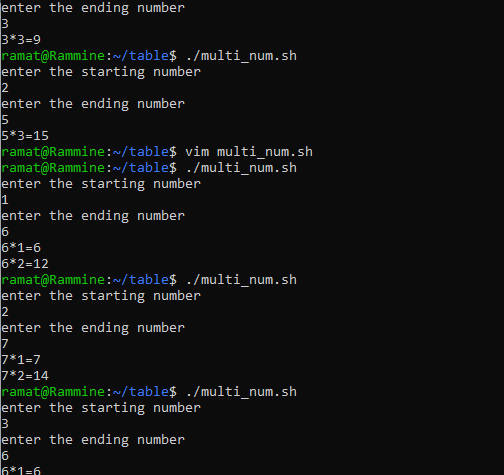 enter the ending number
3
3*3=9
ramat@Rammine:~/table$ ./multi_num.sh
enter the starting number
2
enter the ending number
5
5*3=15
ramat@Rammine:~/table$ vim multi_num.sh
ramat@Rammine:~/table$ ./multi_num.sh
enter the starting number
1
enter the ending number
6
6*1=6
6*2=12
ramat@Rammine:~/table$ ./multi_num.sh
enter the starting number
2
enter the ending number
7
7*1=7
7*2=14
ramat@Rammine:~/table$ ./multi_num.sh
enter the starting number
3
enter the ending number
6
6*1=6